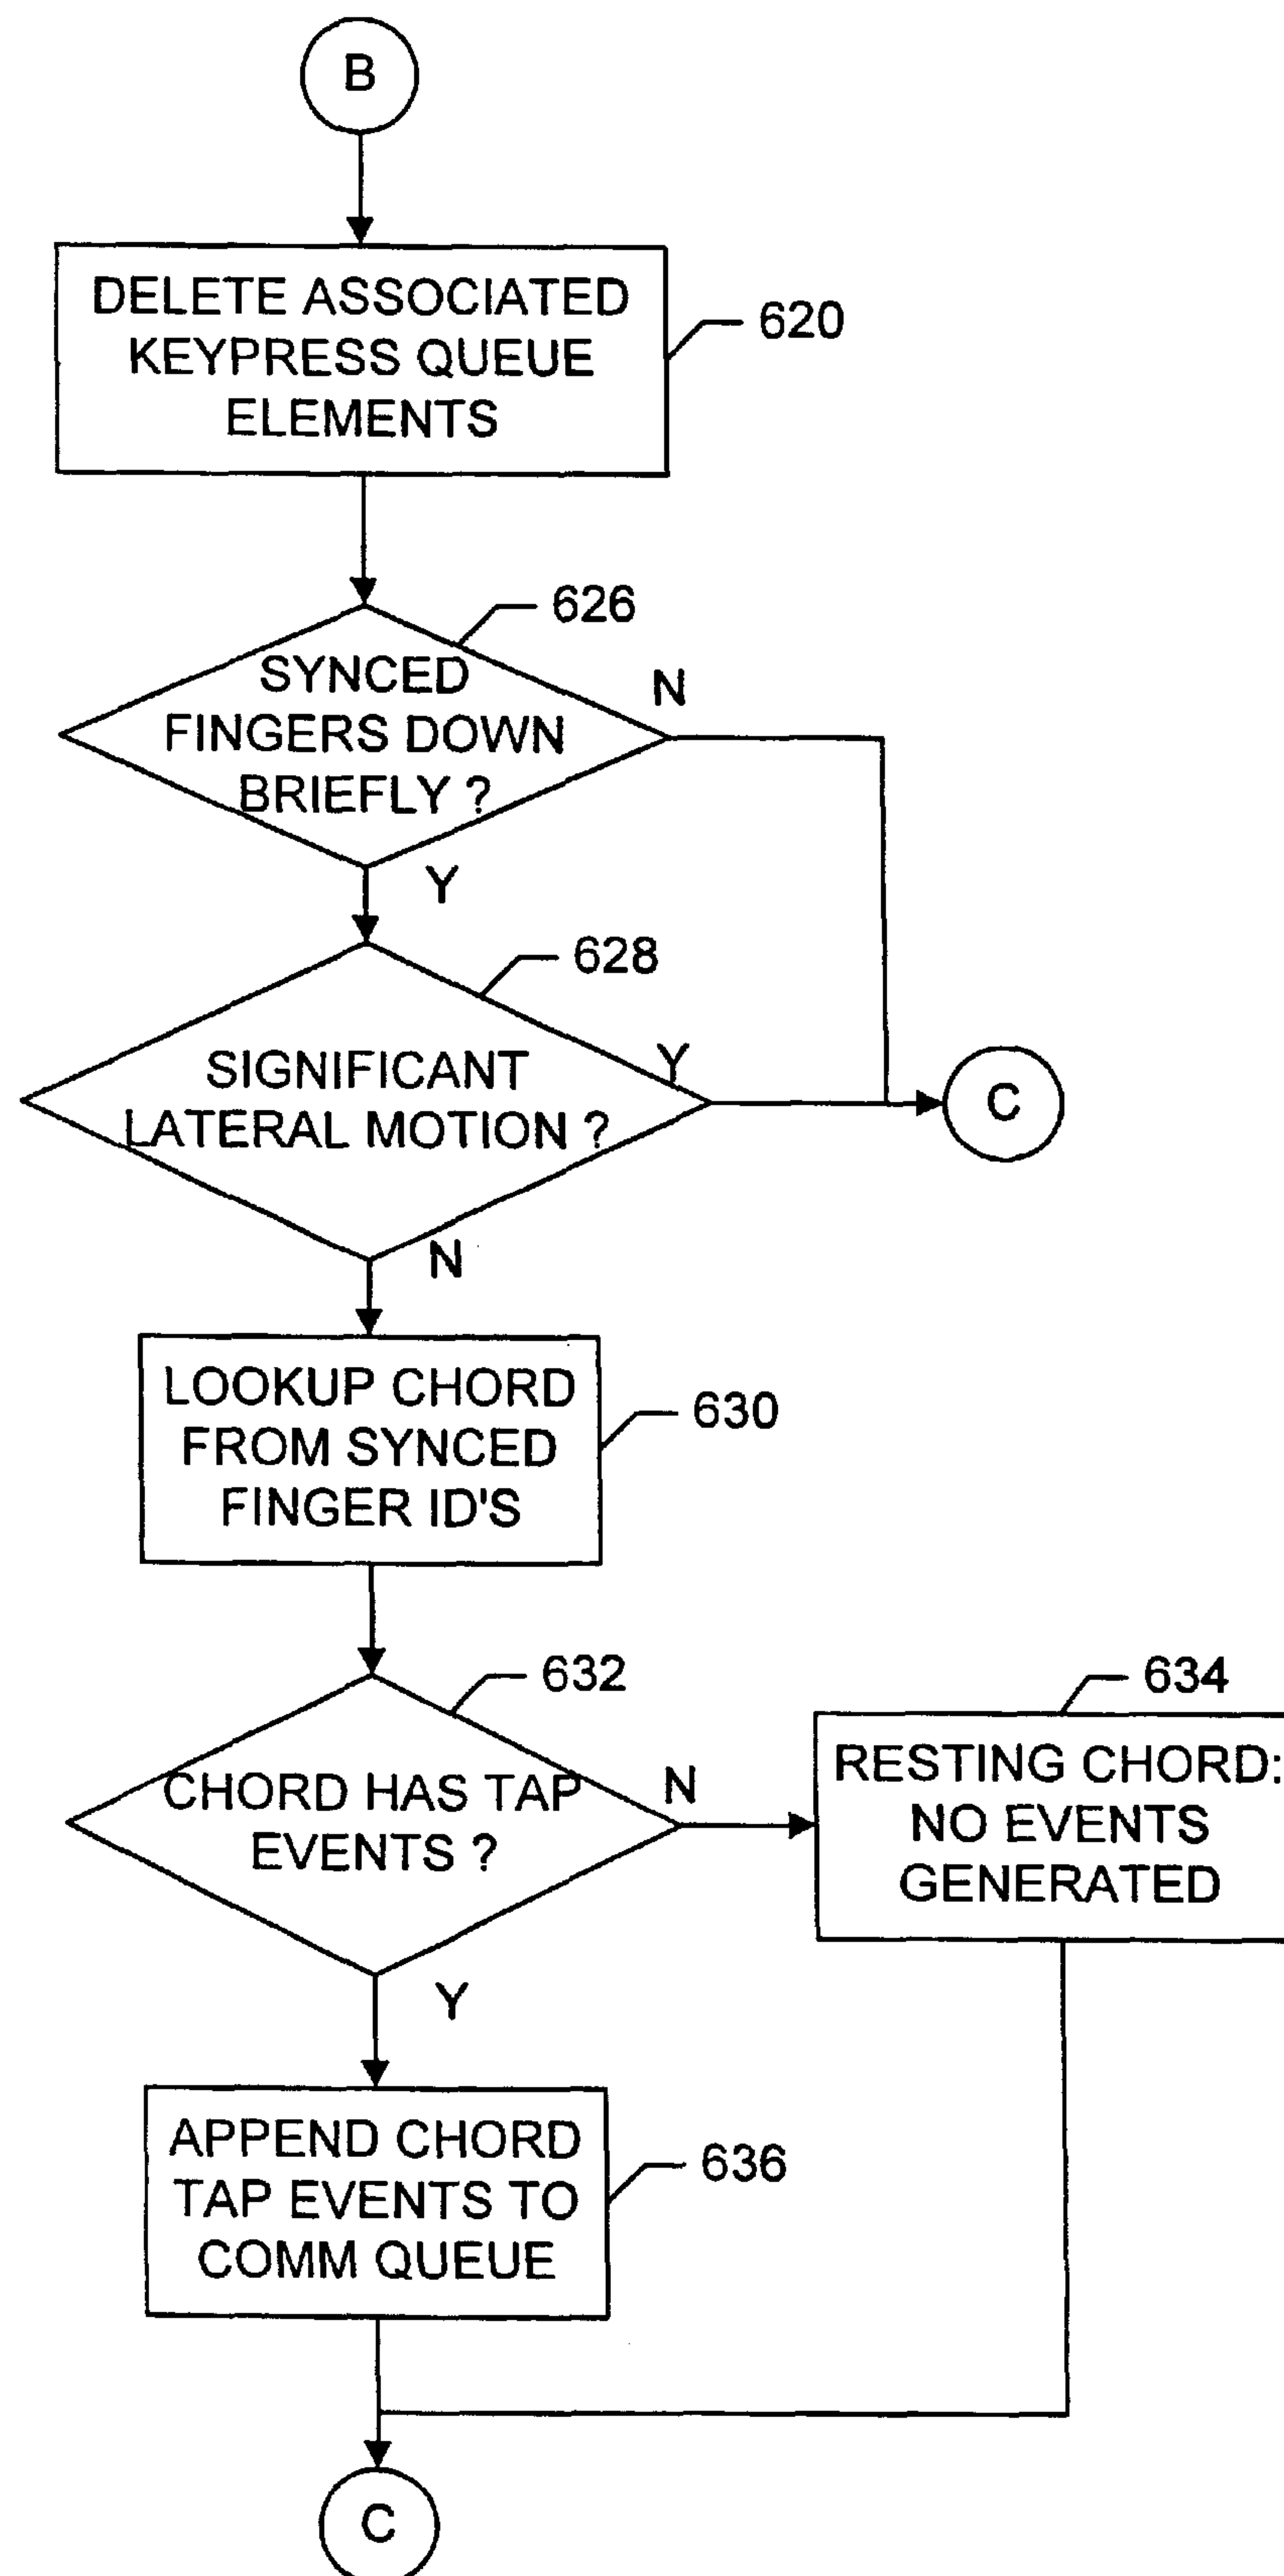 B
DELETE ASSOCIATED
KEYPRESS QUEUE
ELEMENTS
620
626
SYNCED
FINGERS DOWN
BRIEFLY ?
N
Y
628
SIGNIFICANT
LATERAL MOTION ?
Y
C
N
LOOKUP CHORD
FROM SYNCED
FINGER ID'S
630
632
CHORD HAS TAP
EVENTS ?
N
634
RESTING CHORD:
NO EVENTS
GENERATED
Y
APPEND CHORD
TAP EVENTS TO
COMM QUEUE
636
C